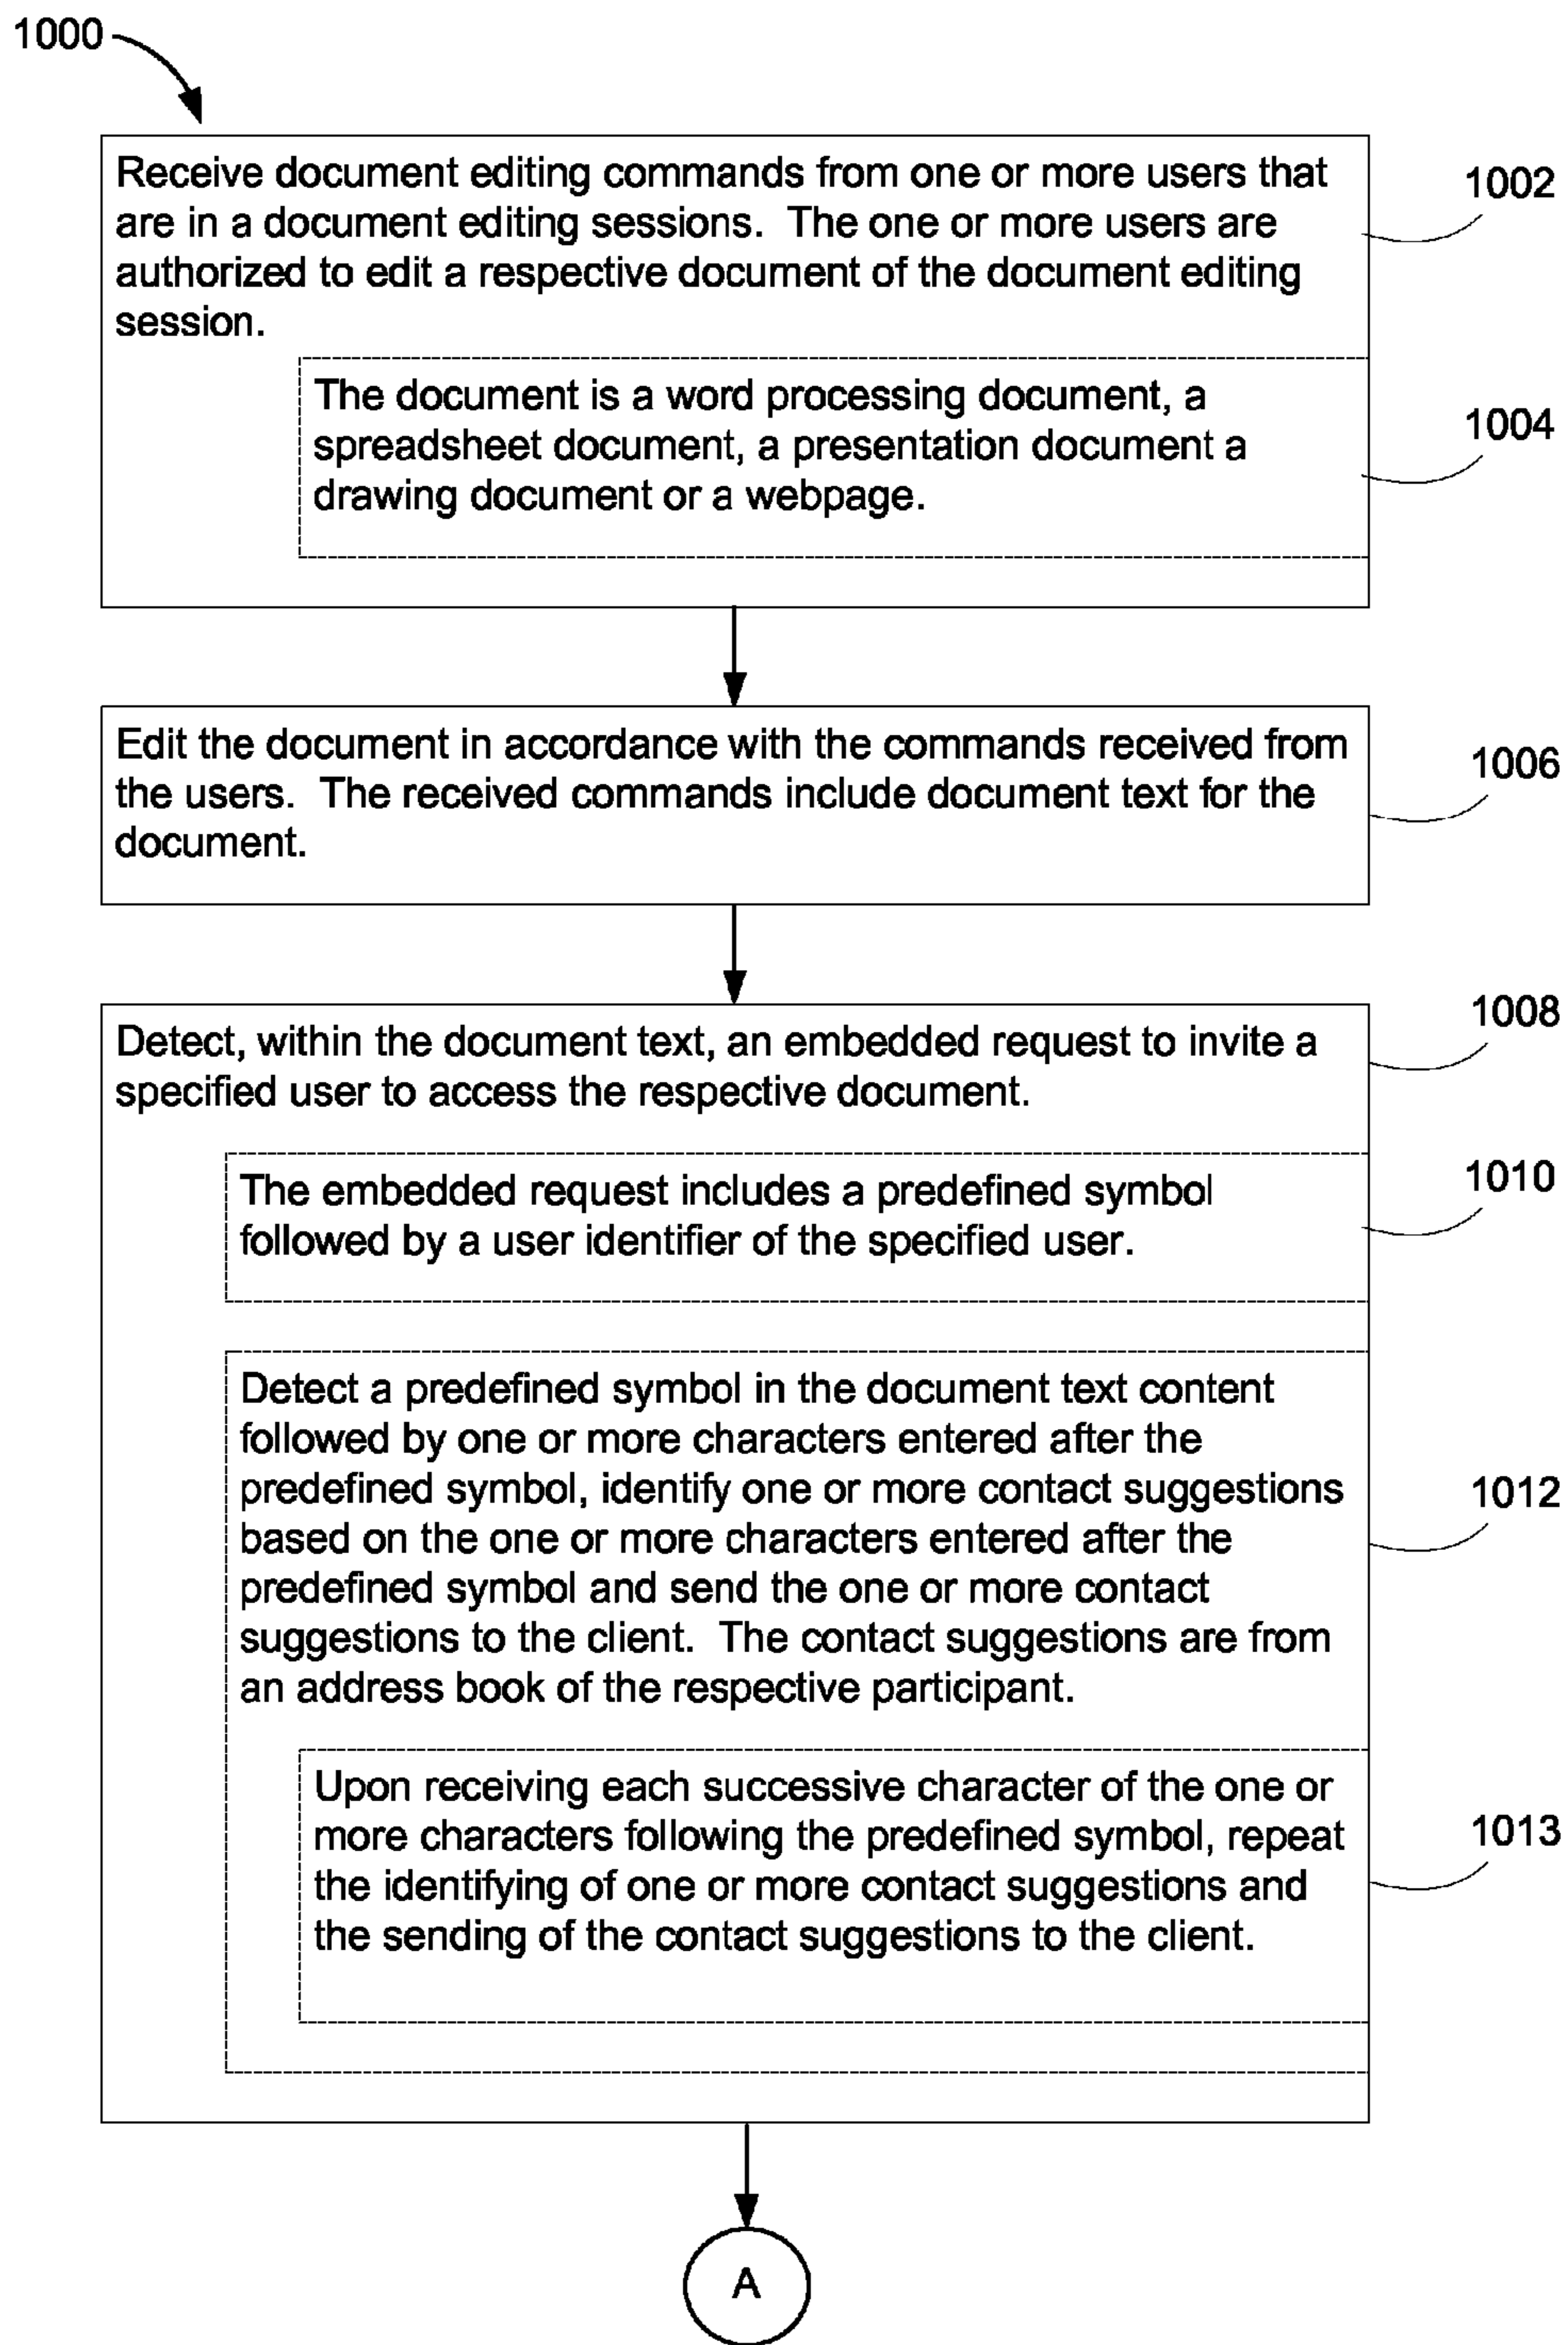 1000
Receive document editing commands from one or more users that
are in a document editing sessions. The one or more users are
authorized to edit a respective document of the document editing
session.
1002
The document is a word processing document, a
spreadsheet document, a presentation document a
drawing document or a webpage.
1004
Edit the document in accordance with the commands received from
the users. The received commands include document text for the
document.
1006
Detect, within the document text, an embedded request to invite a
specified user to access the respective document.
1008
The embedded request includes a predefined symbol
followed by a user identifier of the specified user.
1010
Detect a predefined symbol in the document text content
followed by one or more characters entered after the
predefined symbol, identify one or more contact suggestions
based on the one or more characters entered after the
predefined symbol and send the one or more contact
suggestions to the client. The contact suggestions are from
an address book of the respective participant.
1012
Upon receiving each successive character of the one or
more characters following the predefined symbol, repeat
the identifying of one or more contact suggestions and
the sending of the contact suggestions to the client.
1013
A